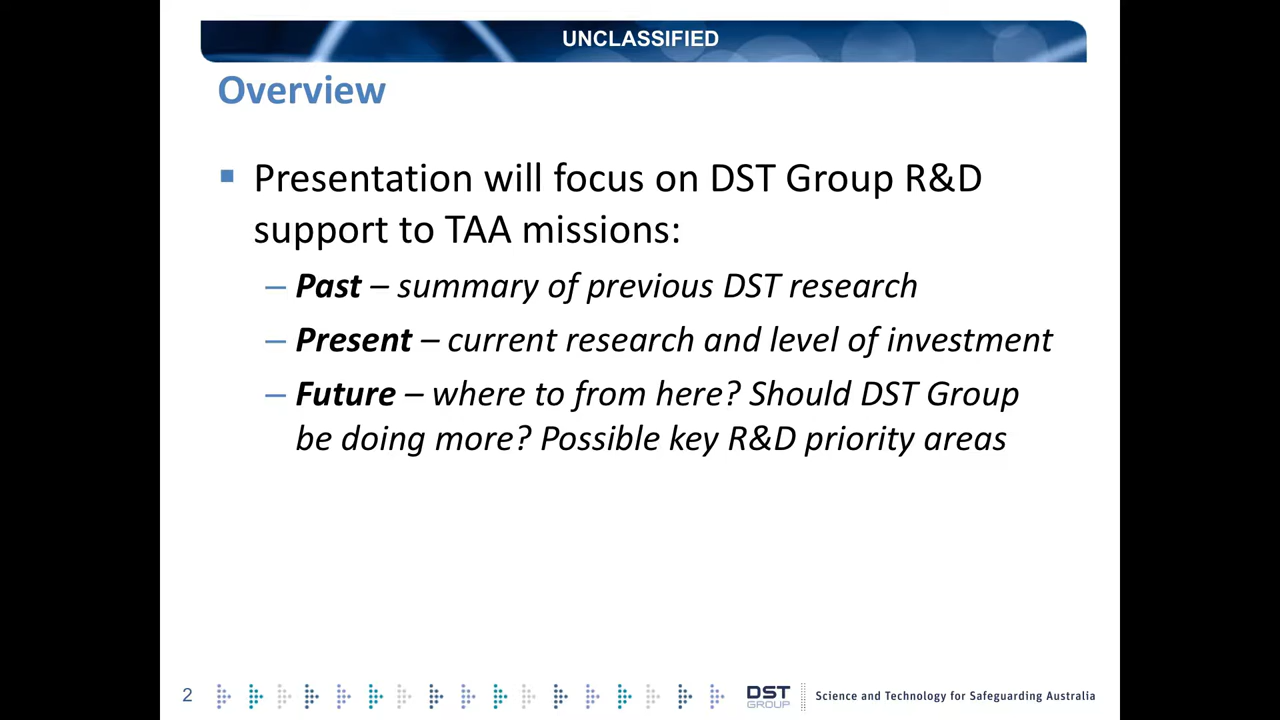 UNCLASSIFIED
Overview
Presentation will focus on DST Group R&D
support to TAA missions:
– Past – summary of previous DST research
– Present – current research and level of investment
– Future – where to from here? Should DST Group
be doing more? Possible key R&D priority areas
2
DST
GROUP
Science and Technology for Safeguarding Australia